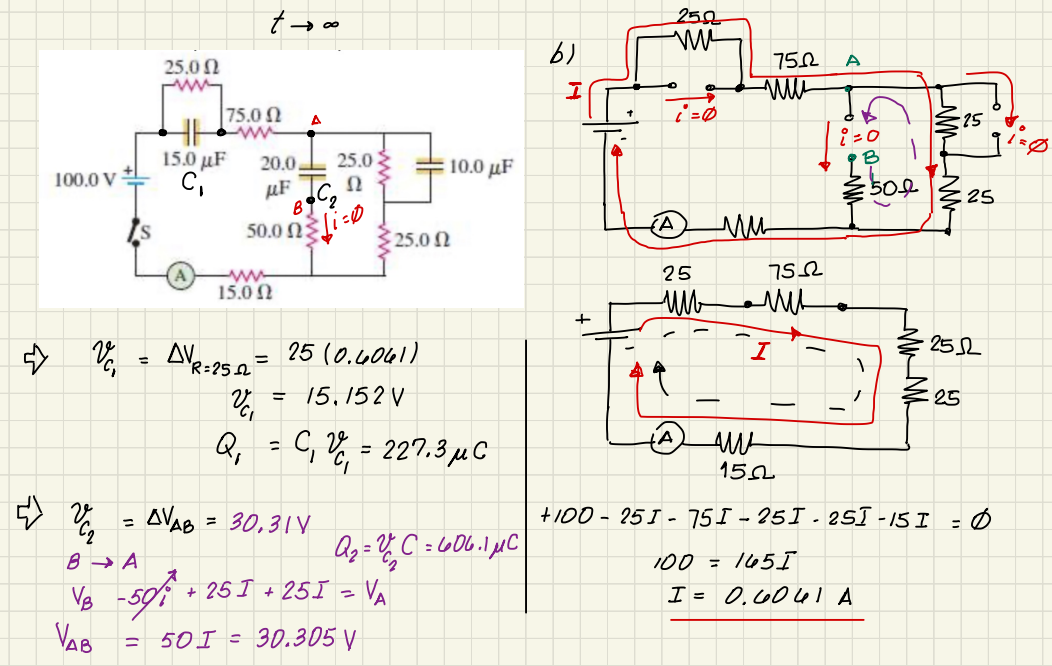 t → ∞
25.0 Ω
75.0 Ω
A
15.0 μF
C₁
20.0 μF
C₂
25.0 Ω
10.0 μF
100.0 V
+
B
i=Ø
50.0 Ω
25.0 Ω
S
A
15.0 Ω
b)
25Ω
75Ω
A
I
i=Ø
+
i=0
B
25
i=Ø
50Ω
25
A
25
75Ω
+
I
25Ω
25
A
15Ω
⇒ v_C₁ = ΔV_R=25Ω = 25 (0.6061)
v_C₁ = 15.152 V
Q₁ = C₁ v_C₁ = 227.3 μC
⇒ v_C₂ = ΔV_AB = 30.31 V
Q₂ = v_C₂ C = 606.1 μC
B → A
V_B - 50i + 25I + 25I = V_A
V_AB = 50I = 30.305 V
+100 - 25I - 75I - 25I - 25I - 15I = Ø
100 = 165I
I = 0.6061 A